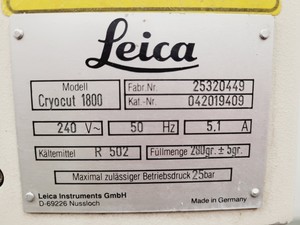 Leica
Modell
Cryocut 1800
Fabr.Nr. 25320449
Kat.-Nr. 042019409
240 V~ 50 Hz 5.1 A
Kältemittel R 502 Füllmenge 280gr.±5gr.
Maximal zulässiger Betriebsdruck 25bar
Leica Instruments GmbH
D-69226 Nussloch Made in Germany